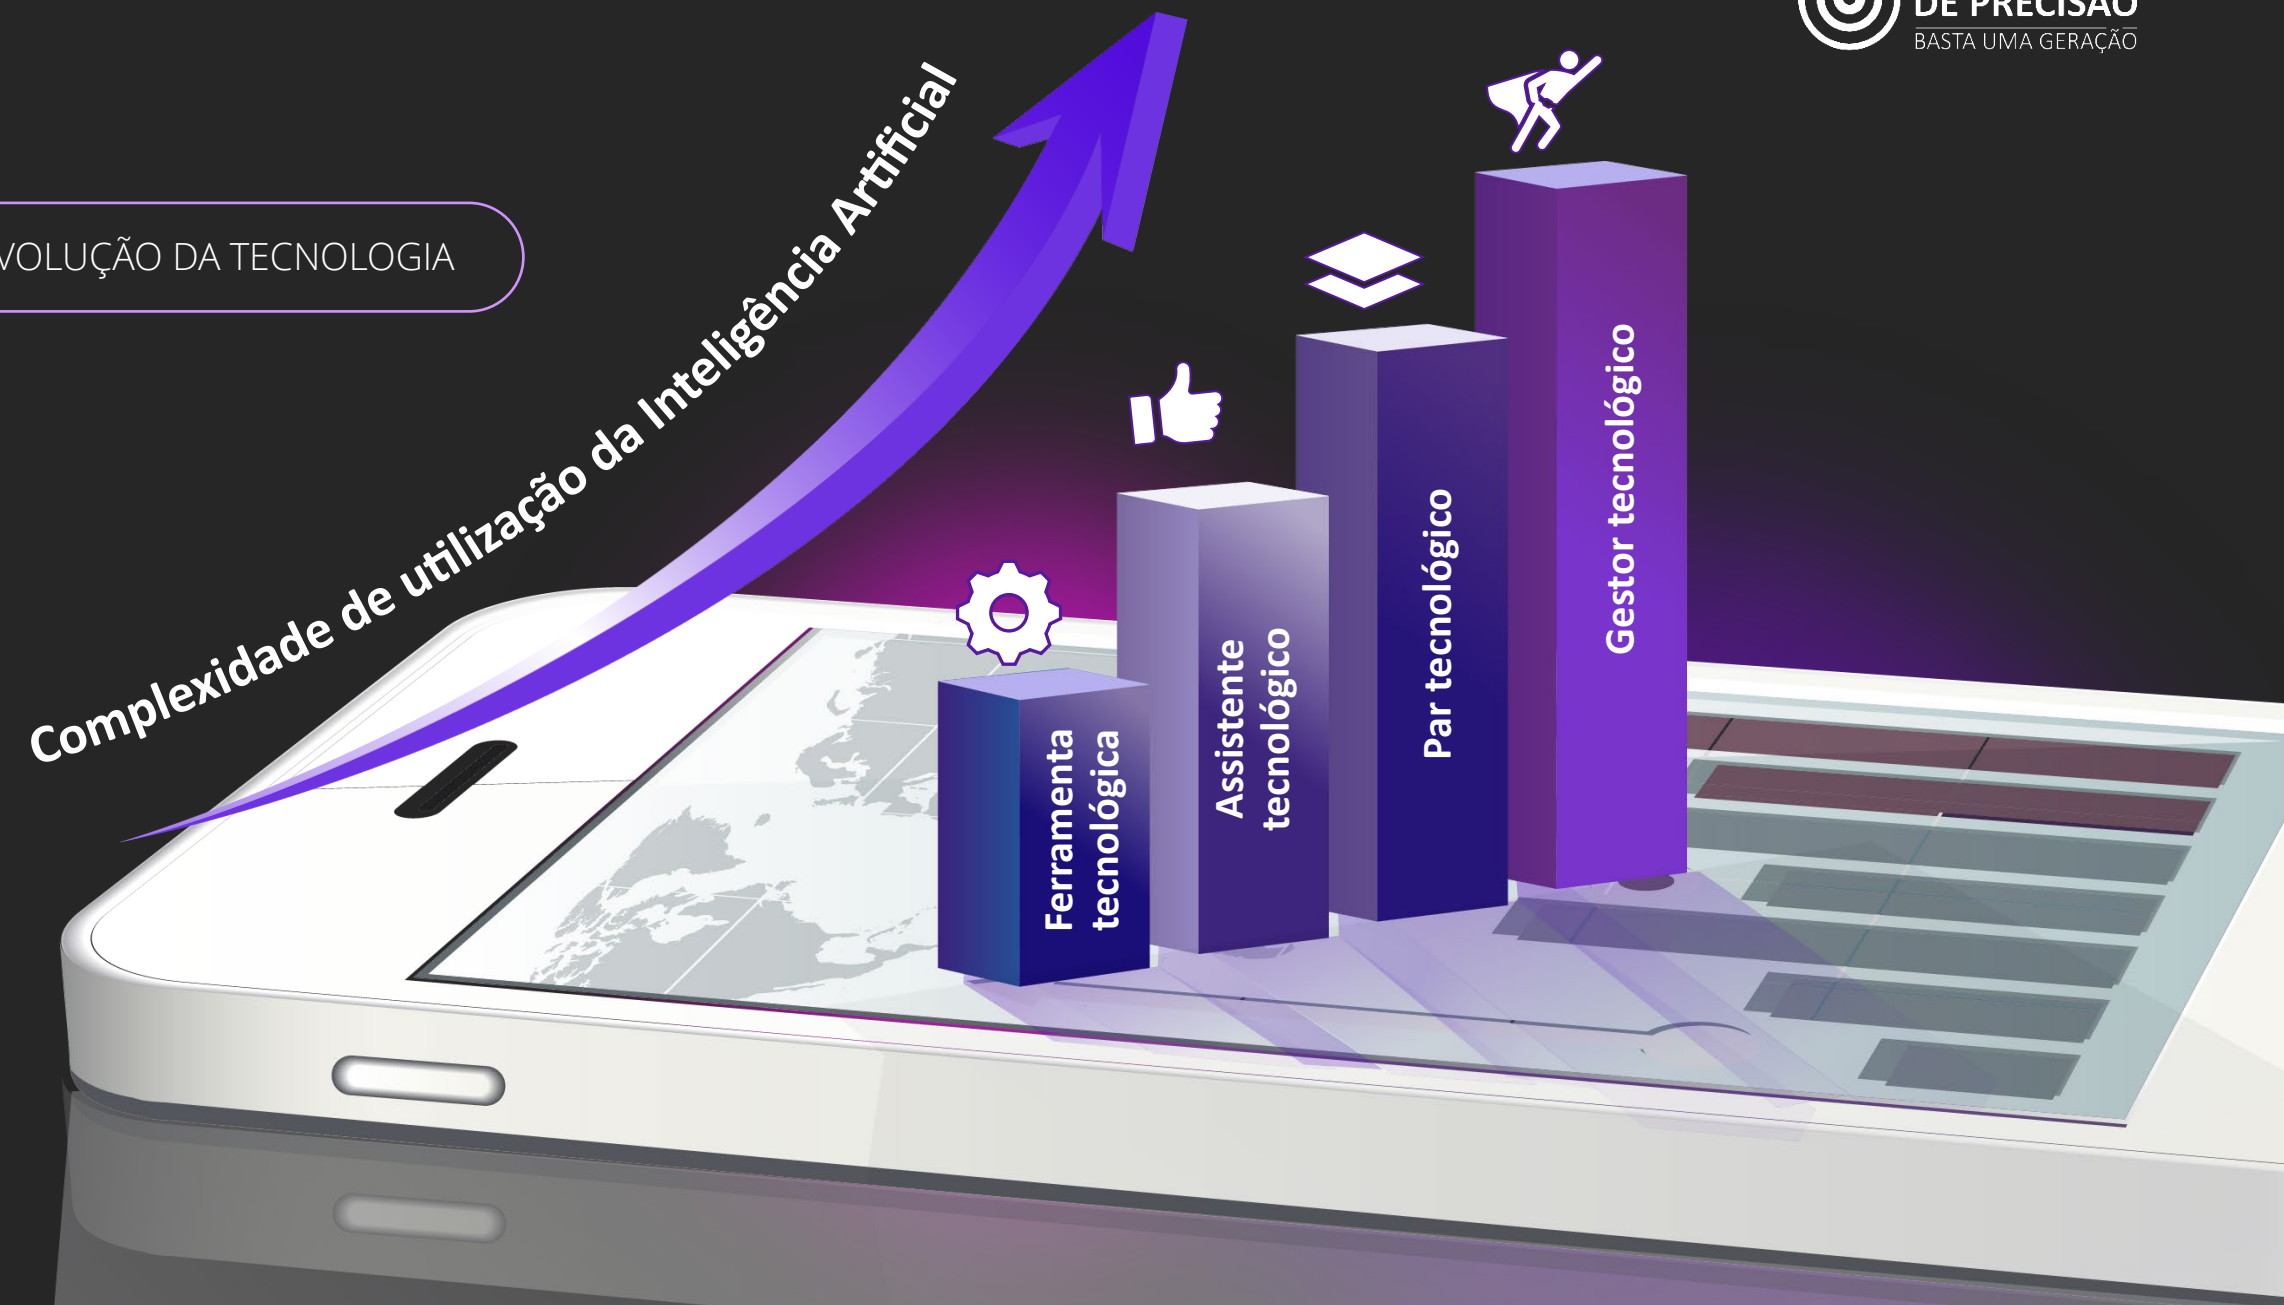 DE PRECISÃO
BASTA UMA GERAÇÃO
VOLUÇÃO DA TECNOLOGIA
Complexidade de utilização da Inteligência Artificial
Ferramenta
tecnológica
Assistente
tecnológico
Par tecnológico
Gestor tecnológico